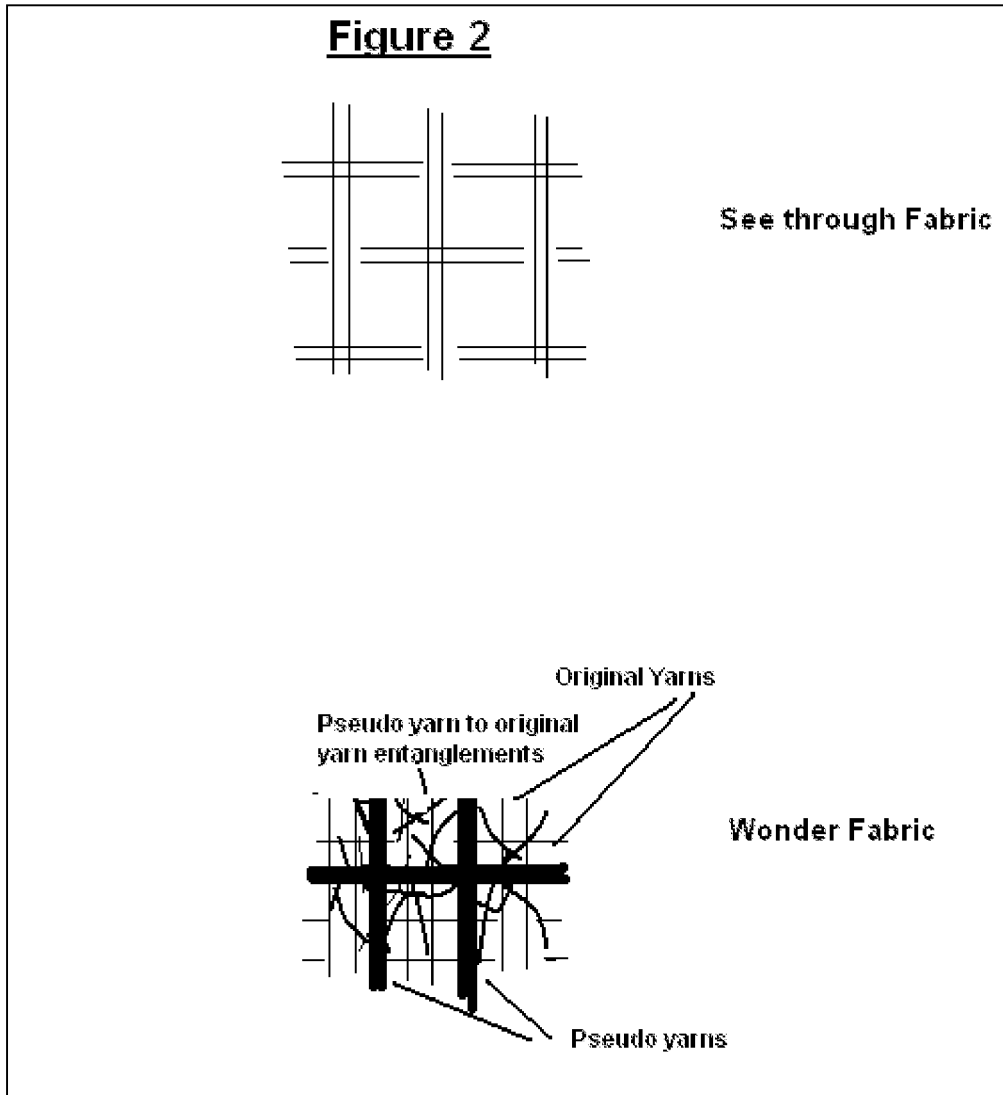 Figure 2
See through Fabric
Original Yarns
Pseudo yarn to original
yarn entanglements
Wonder Fabric
Pseudo yarns